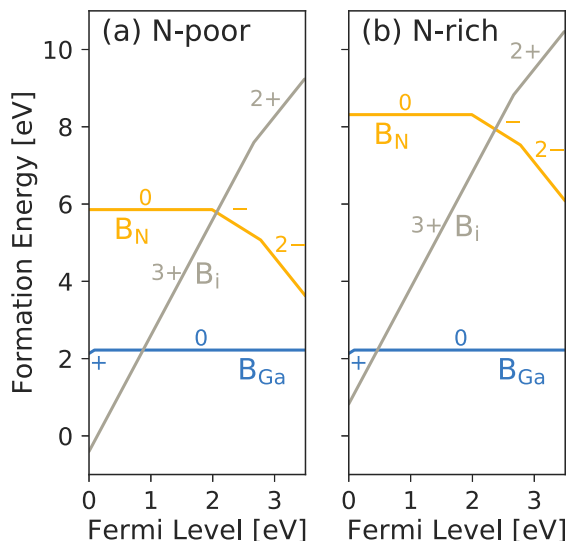 (a) N-poor
(b) N-rich
Formation Energy [eV]
10
8
6
4
2
0
2+
0
−
B_N
2−
3+
B_i
0
+
B_Ga
0 1 2 3
Fermi Level [eV]
2+
0
−
B_N
2−
3+
B_i
0
+
B_Ga
0 1 2 3
Fermi Level [eV]